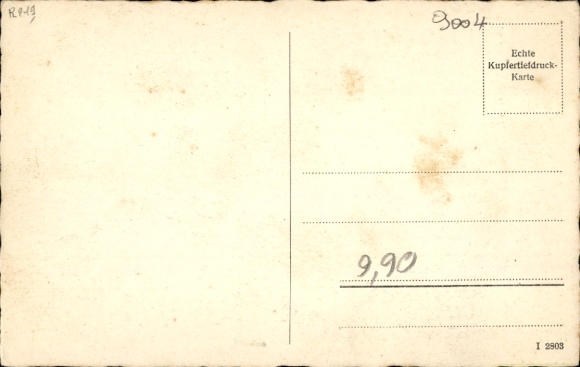 3004
Echte
Kupfertiefdruck-
Karte
9,90
I 2803